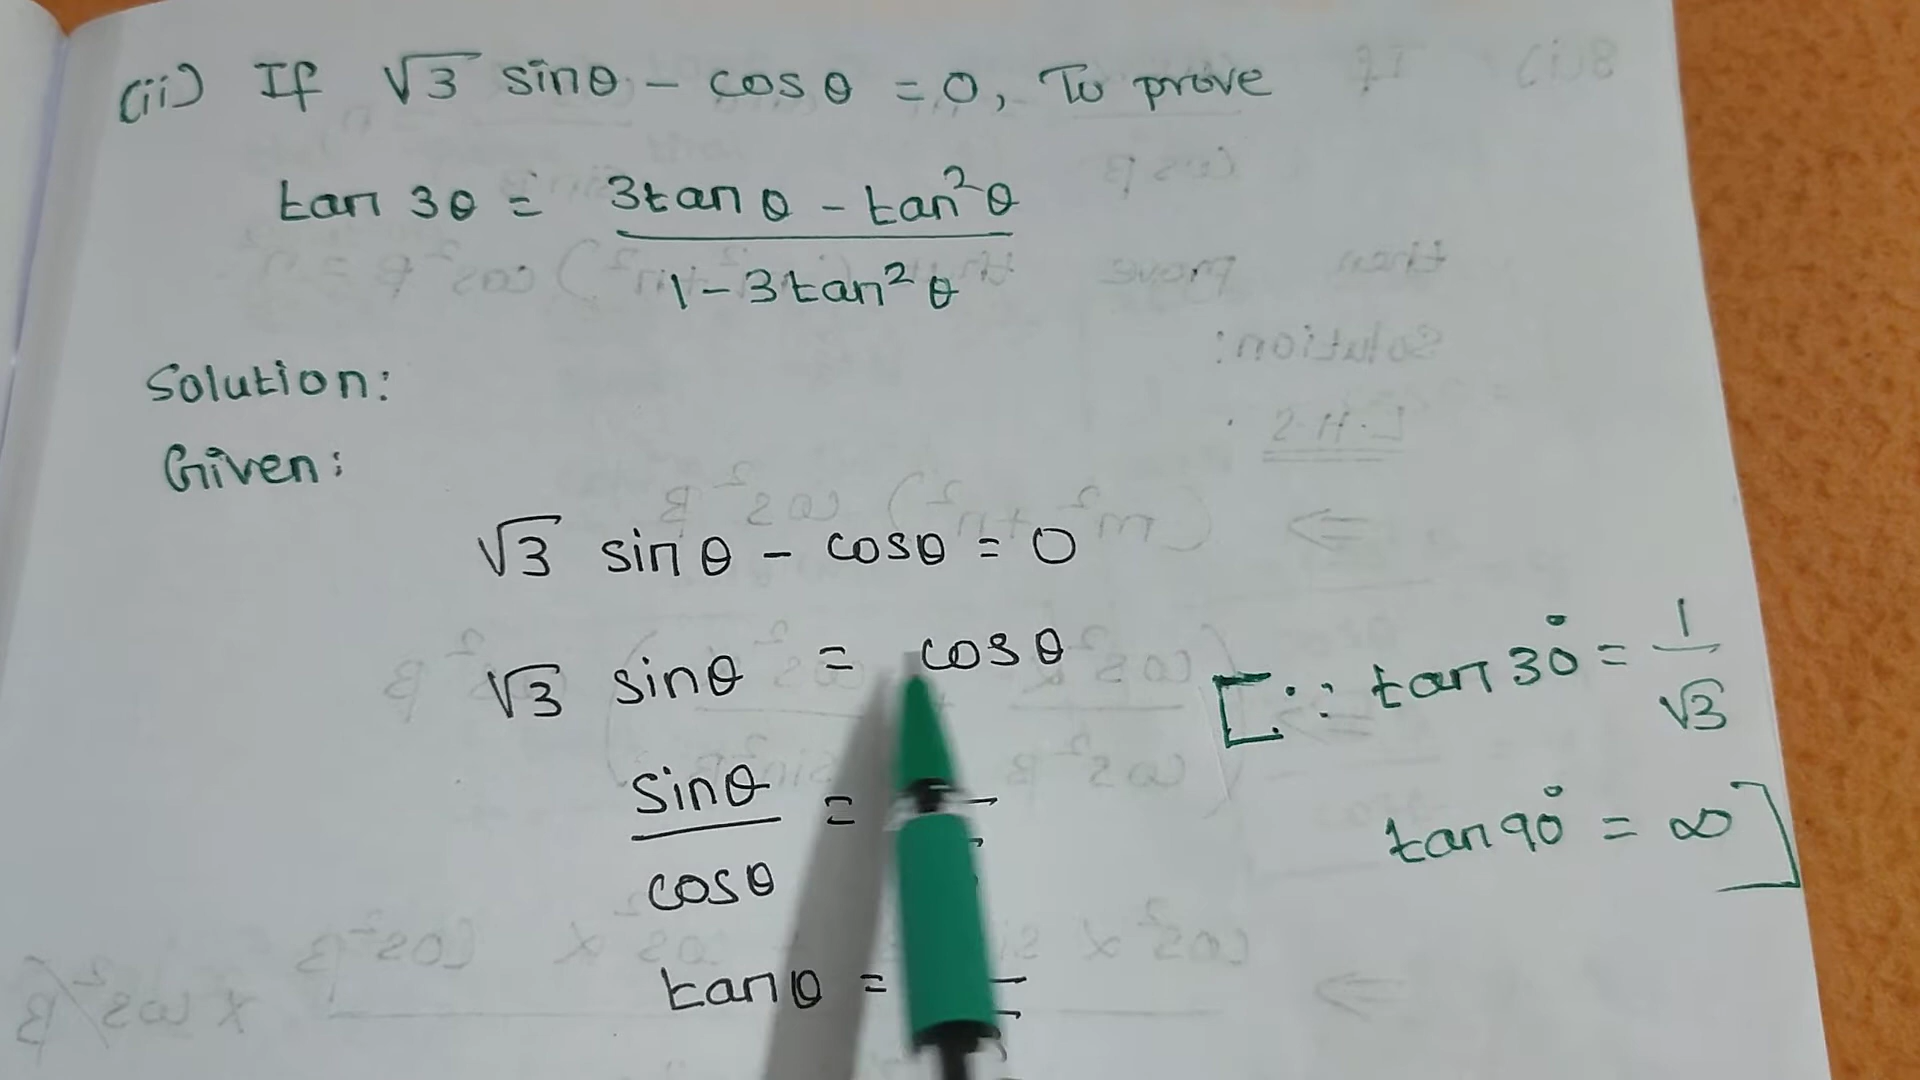 (ii) If √3 sinθ - cosθ = 0, To prove
tan 3θ = 3tanθ - tan²θ
1 - 3tan²θ
Solution:
Given:
√3 sinθ - cosθ = 0
√3 sinθ = cosθ
sinθ =
cosθ
tanθ =
[∵ tan 30° = 1
√3
tan 90° = ∞]